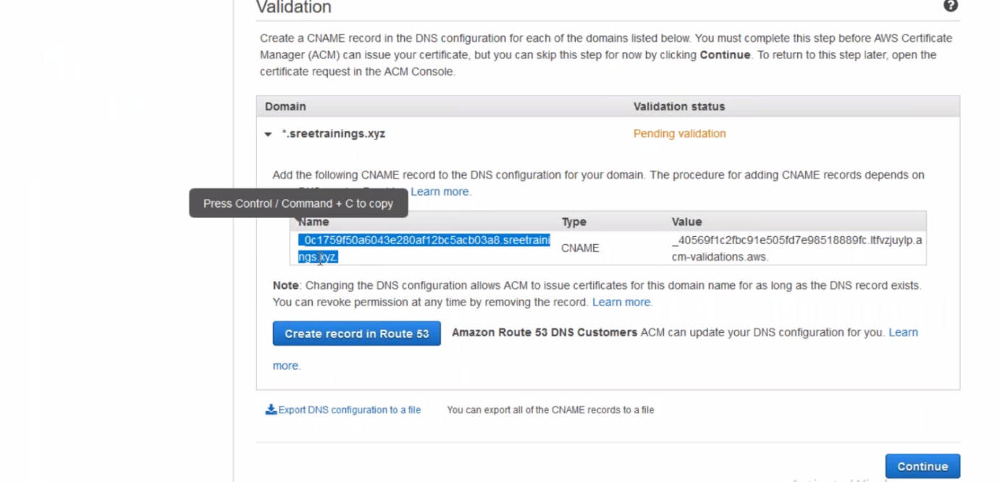 Validation
Create a CNAME record in the DNS configuration for each of the domains listed below. You must complete this step before AWS Certificate
Manager (ACM) can issue your certificate, but you can skip this step for now by clicking Continue. To return to this step later, open the
certificate request in the ACM Console.
Domain Validation status
*.sreetrainings.xyz Pending validation
Add the following CNAME record to the DNS configuration for your domain. The procedure for adding CNAME records depends on
Learn more.
Press Control / Command + C to copy
Name Type Value
_0c1759f50a6043e280af12bc5acb03a8.sreetraini
ngs.xyz.
CNAME
_40569f1c2fbc91e505fd7e98518889fc.ltfvzjuylp.a
cm-validations.aws.
Note: Changing the DNS configuration allows ACM to issue certificates for this domain name for as long as the DNS record exists.
You can revoke permission at any time by removing the record. Learn more.
Create record in Route 53 Amazon Route 53 DNS Customers ACM can update your DNS configuration for you. Learn
more.
Export DNS configuration to a file You can export all of the CNAME records to a file
Continue